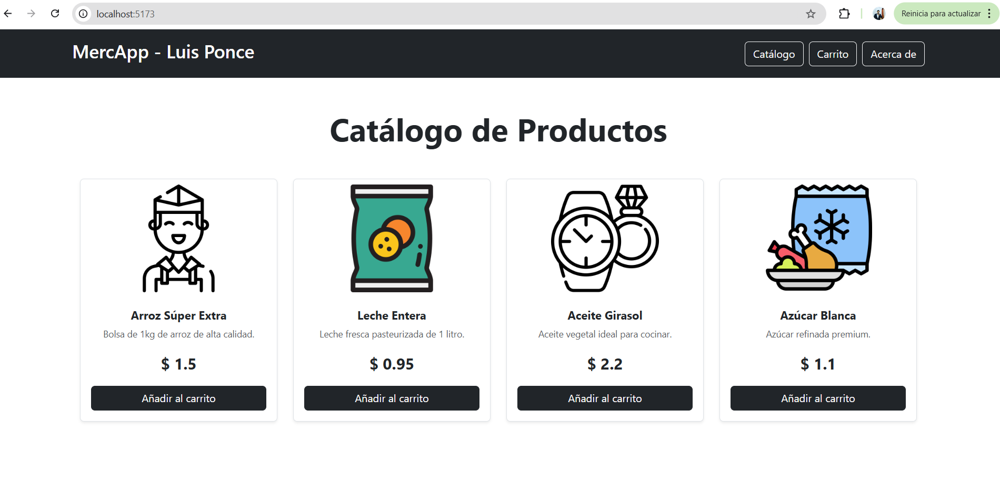 localhost:5173
Reinicia para actualizar
MercApp - Luis Ponce
Catálogo
Carrito
Acerca de
Catálogo de Productos
Arroz Súper Extra
Bolsa de 1kg de arroz de alta calidad.
$ 1.5
Añadir al carrito
Leche Entera
Leche fresca pasteurizada de 1 litro.
$ 0.95
Añadir al carrito
Aceite Girasol
Aceite vegetal ideal para cocinar.
$ 2.2
Añadir al carrito
Azúcar Blanca
Azúcar refinada premium.
$ 1.1
Añadir al carrito